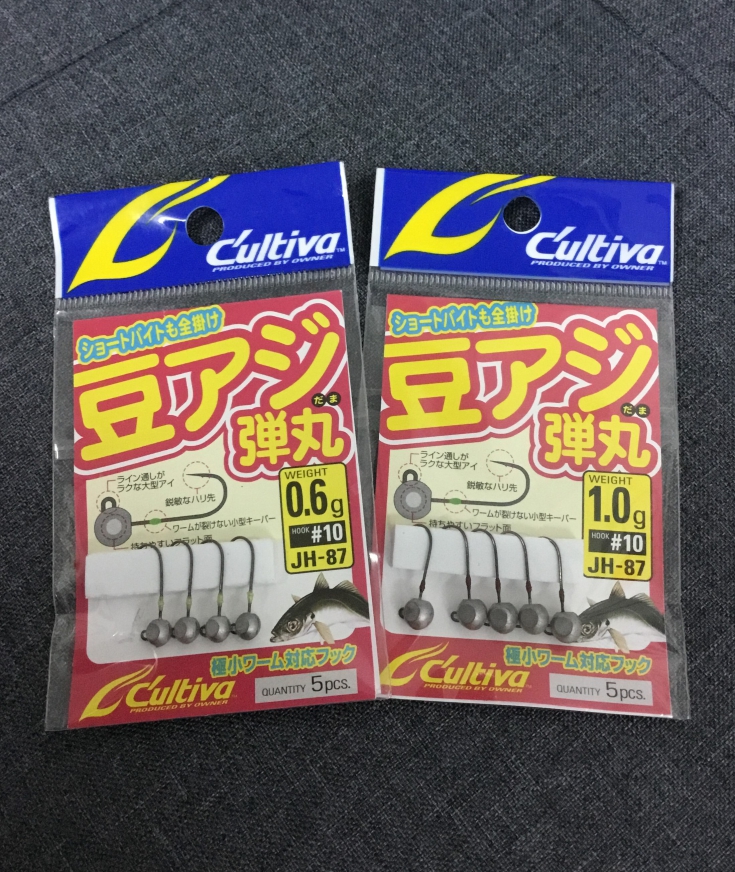 C'ultiva™
PRODUCED BY OWNER
ショートバイトも全掛け
豆アジ
だま
弾丸
ライン通しが
ラクな大型アイ
鋭敏なハリ先
ワームが裂けない小型キーパー
持ちやすいフラット面
WEIGHT
0.6g
HOOK #10
JH-87
極小ワーム対応フック
C'ultiva
PRODUCED BY OWNER
QUANTITY 5pcs.
C'ultiva™
PRODUCED BY OWNER
ショートバイトも全掛け
豆アジ
だま
弾丸
ライン通しが
ラクな大型アイ
鋭敏なハリ先
ワームが裂けない小型キーパー
持ちやすいフラット面
WEIGHT
1.0g
HOOK #10
JH-87
極小ワーム対応フック
C'ultiva
PRODUCED BY OWNER
QUANTITY 5pcs.